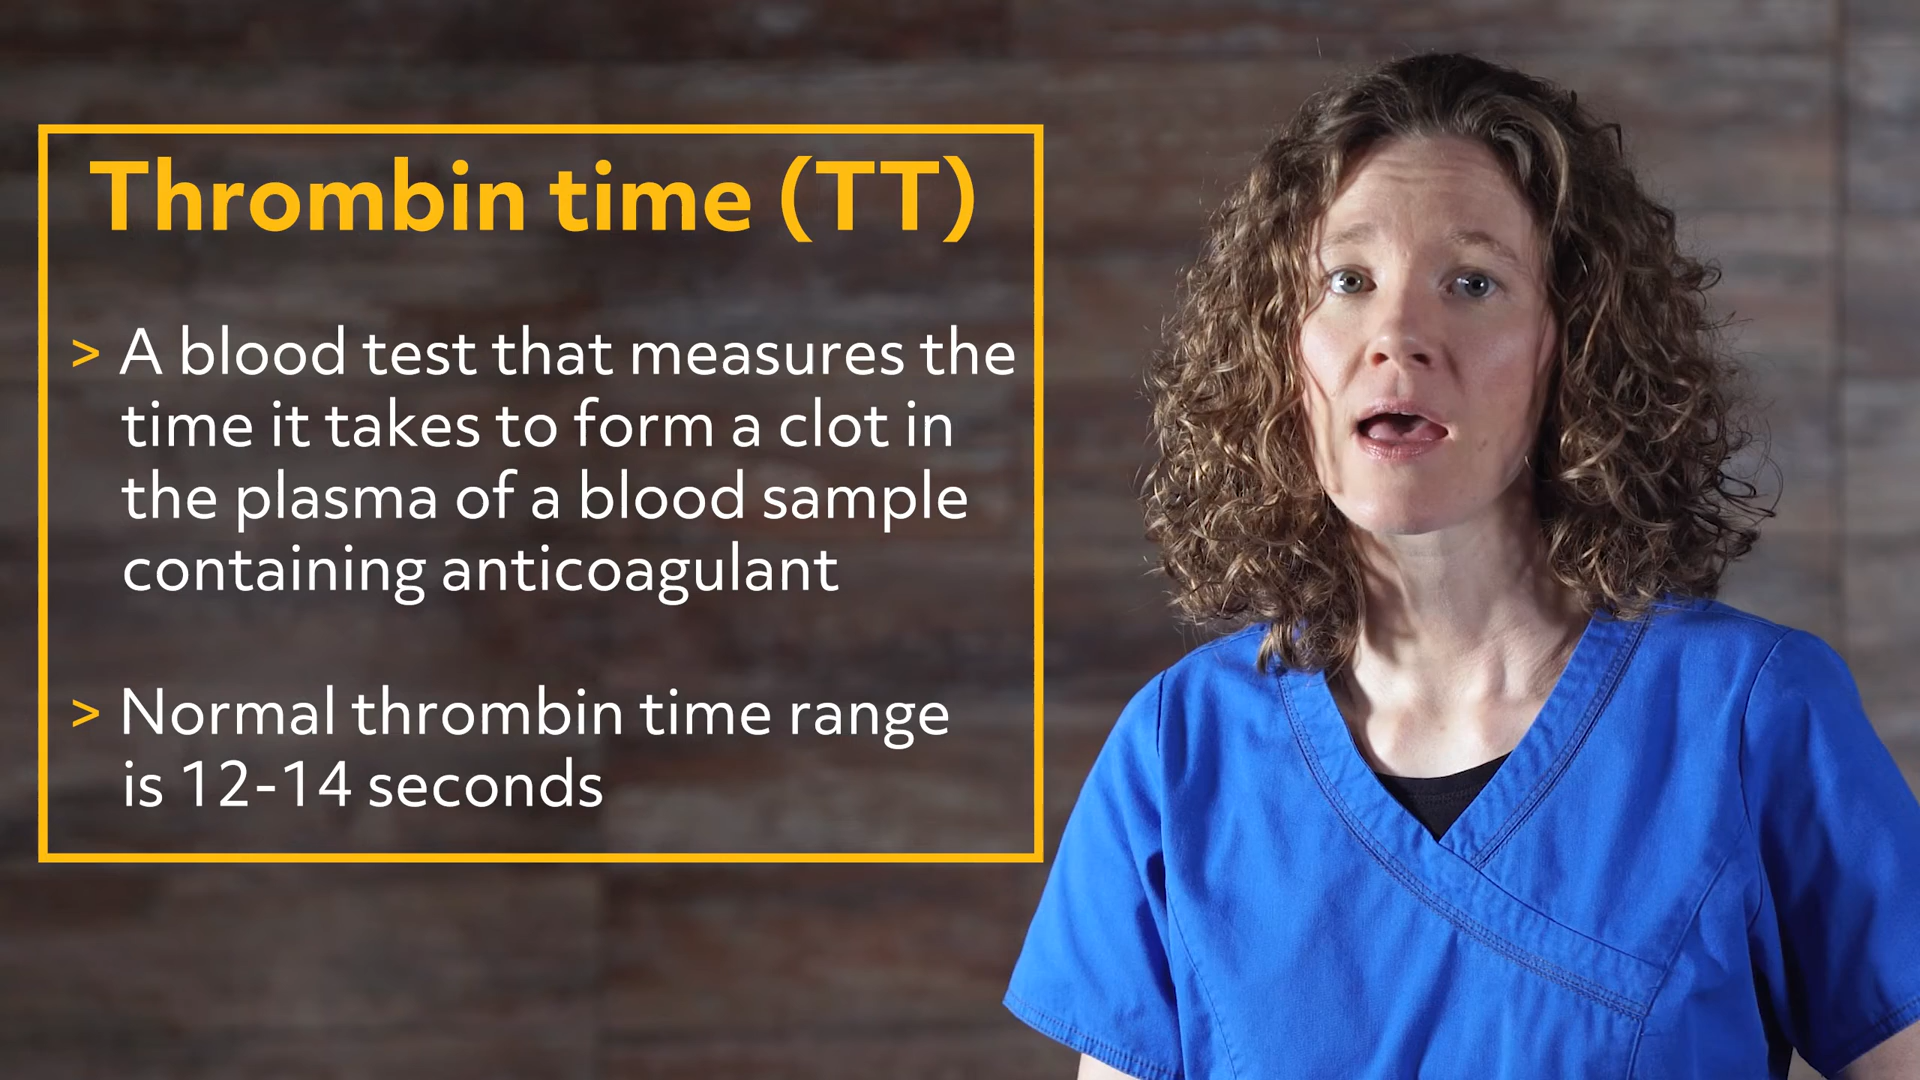 Thrombin time (TT)
> A blood test that measures the
time it takes to form a clot in
the plasma of a blood sample
containing anticoagulant
> Normal thrombin time range
is 12-14 seconds